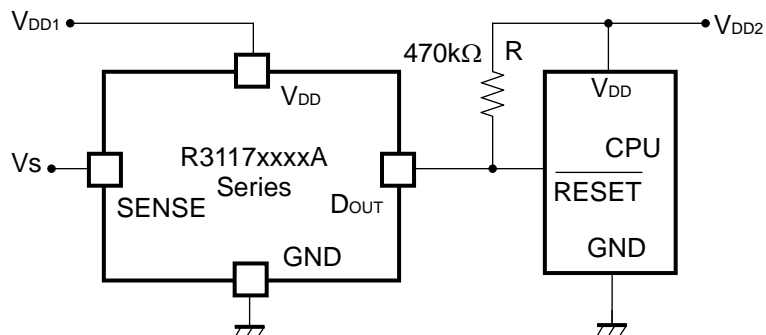 VDD1
VDD2
470kΩ R
VDD
VDD
R3117xxxxA
Series
CPU
Vs
SENSE
DOUT
RESET
GND
GND